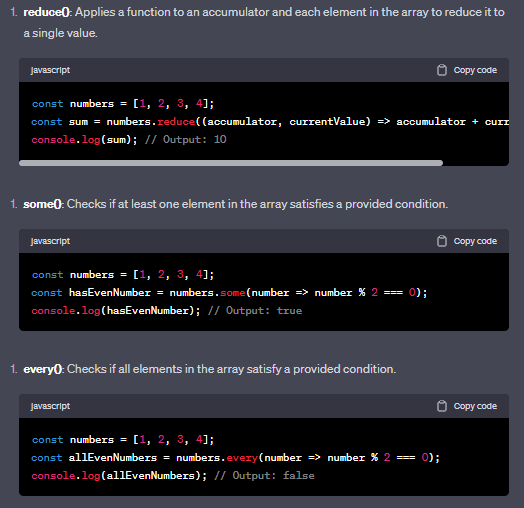 1. reduce(): Applies a function to an accumulator and each element in the array to reduce it to
a single value.
javascript Copy code
const numbers = [1, 2, 3, 4];
const sum = numbers.reduce((accumulator, currentValue) => accumulator + curr
console.log(sum); // Output: 10
1. some(): Checks if at least one element in the array satisfies a provided condition.
javascript Copy code
const numbers = [1, 2, 3, 4];
const hasEvenNumber = numbers.some(number => number % 2 === 0);
console.log(hasEvenNumber); // Output: true
1. every(): Checks if all elements in the array satisfy a provided condition.
javascript Copy code
const numbers = [1, 2, 3, 4];
const allEvenNumbers = numbers.every(number => number % 2 === 0);
console.log(allEvenNumbers); // Output: false